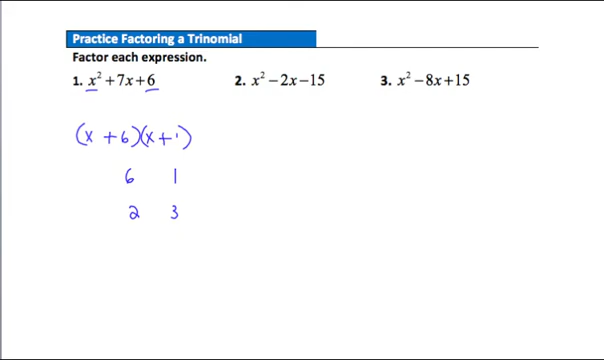 Practice Factoring a Trinomial
Factor each expression.
1. x² + 7x + 6 2. x² − 2x − 15 3. x² − 8x + 15
(x + 6)(x + 1)
6 1
2 3